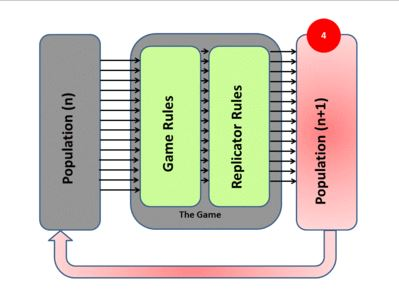 4
Population (n)
Game Rules
Replicator Rules
Population (n+1)
The Game